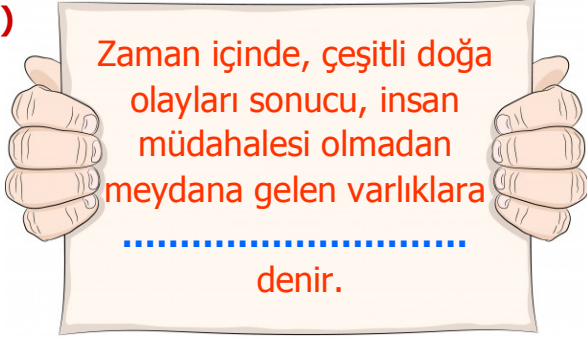 )
Zaman içinde, çeşitli doğa
olayları sonucu, insan
müdahalesi olmadan
meydana gelen varlıklara
..............................
denir.